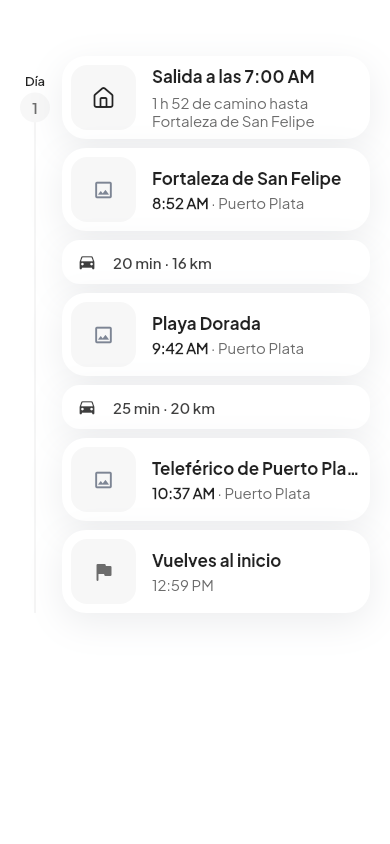 Día
1
Salida a las 7:00 AM
1 h 52 de camino hasta
Fortaleza de San Felipe
Fortaleza de San Felipe
8:52 AM · Puerto Plata
20 min · 16 km
Playa Dorada
9:42 AM · Puerto Plata
25 min · 20 km
Teleférico de Puerto Pla...
10:37 AM · Puerto Plata
Vuelves al inicio
12:59 PM